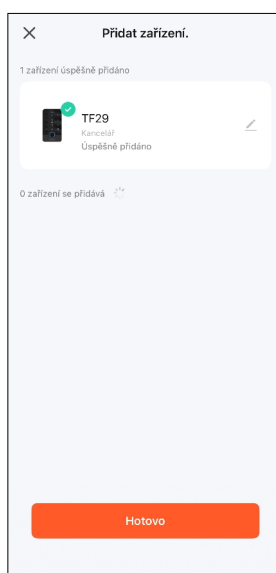 Přidat zařízení.
1 zařízení úspěšně přidáno
TF29
Kancelář
Úspěšně přidáno
0 zařízení se přidává
Hotovo